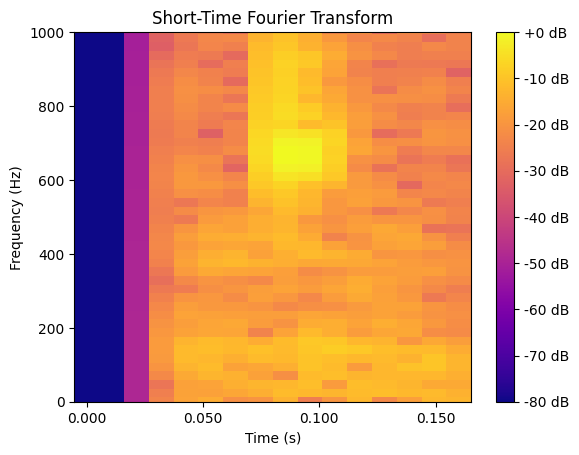 Short-Time Fourier Transform
1000
800
600
400
200
0
Frequency (Hz)
0.000
0.050
0.100
0.150
Time (s)
+0 dB
-10 dB
-20 dB
-30 dB
-40 dB
-50 dB
-60 dB
-70 dB
-80 dB